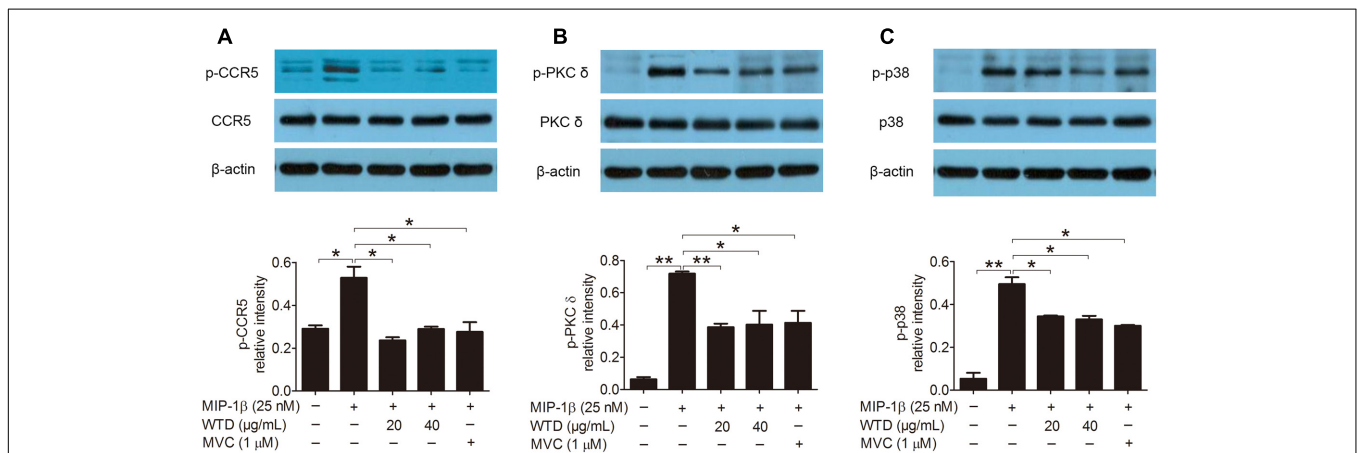 A
B
C
p-CCR5
CCR5
β-actin
p-PKC δ
PKC δ
β-actin
p-p38
p38
β-actin
p-CCR5
relative intensity
0.6
0.4
0.2
0.0
* * * *
MIP-1β (25 nM) – + + + +
WTD (μg/mL) – – 20 40 –
MVC (1 μM) – – – – +
p-PKC δ
relative intensity
0.8
0.6
0.4
0.2
0.0
** ** * *
MIP-1β (25 nM) – + + + +
WTD (μg/mL) – – 20 40 –
MVC (1 μM) – – – – +
p-p38
relative intensity
0.6
0.4
0.2
0.0
** * * *
MIP-1β (25 nM) – + + + +
WTD (μg/mL) – – 20 40 –
MVC (1 μM) – – – – +